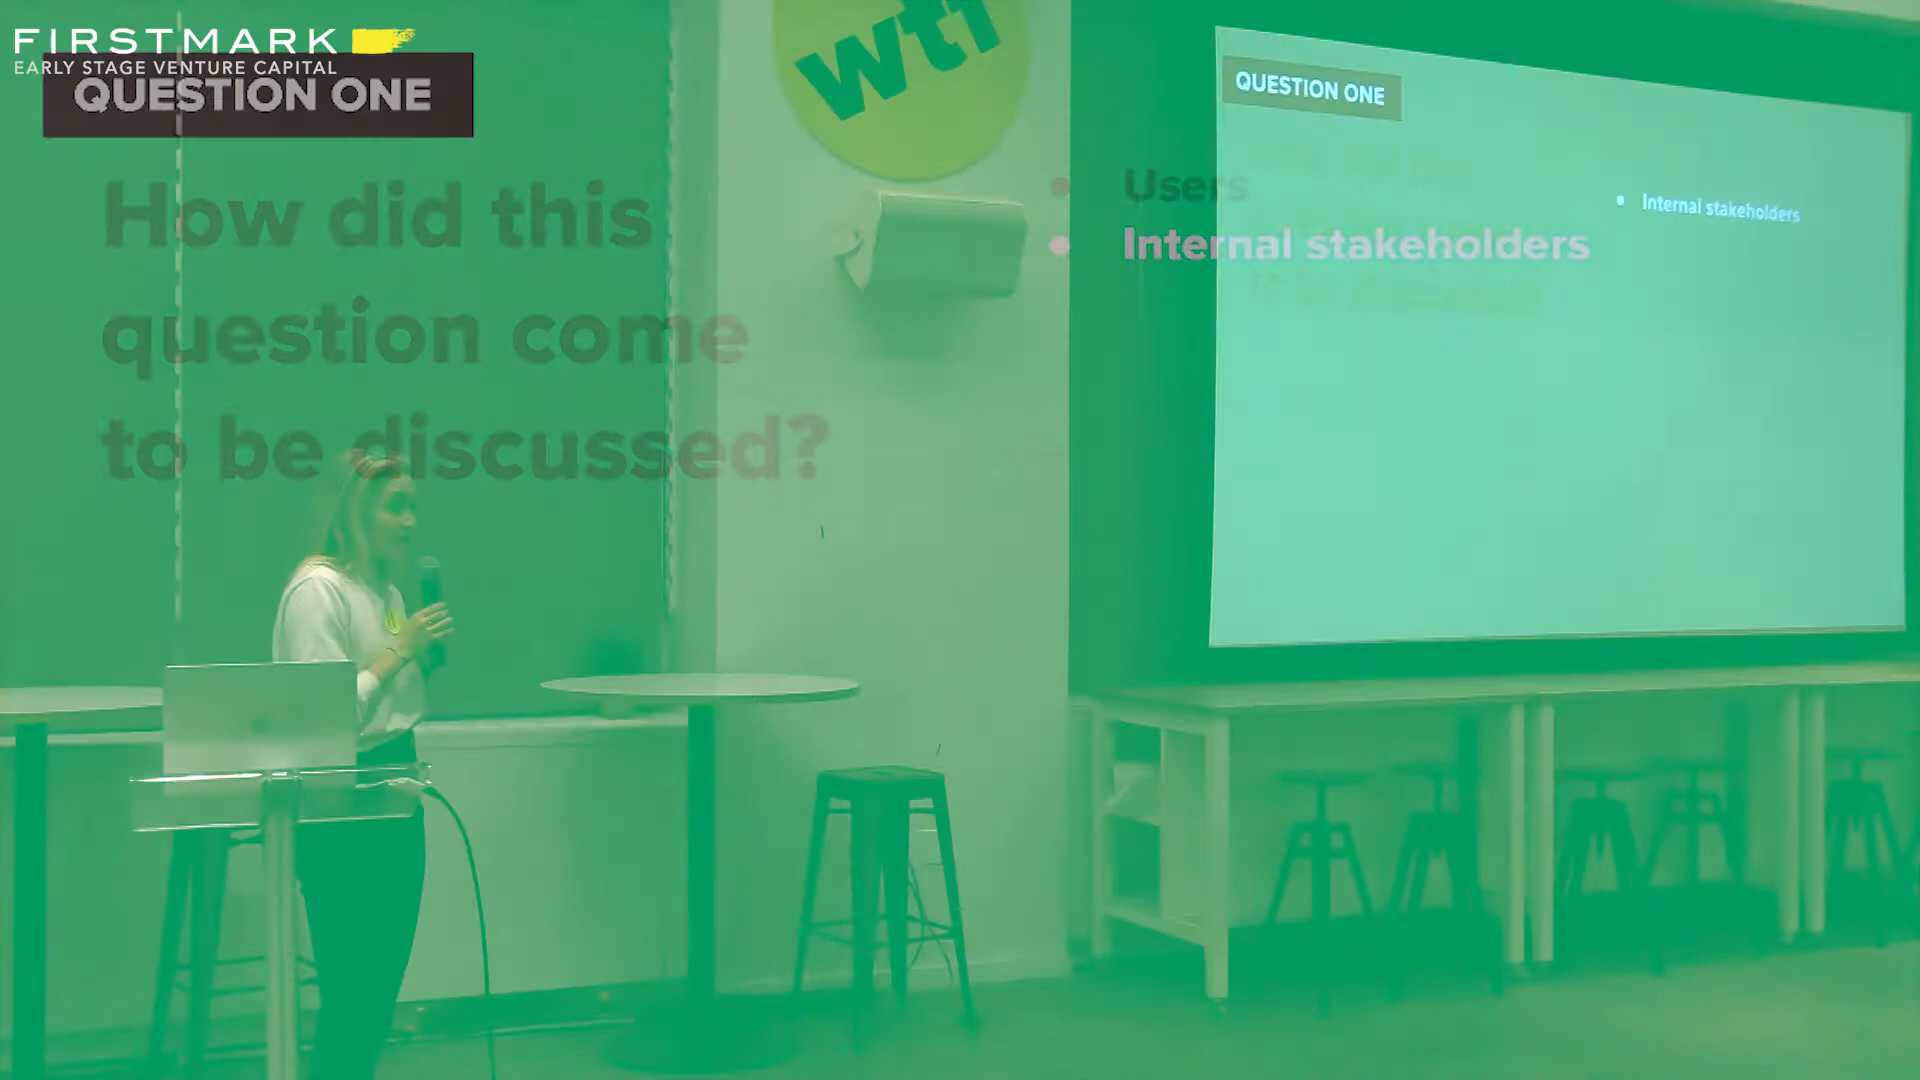 FIRSTMARK
EARLY STAGE VENTURE CAPITAL
QUESTION ONE
How did this
question come
to be discussed?
Users
Internal stakeholders
wtf
QUESTION ONE
Internal stakeholders